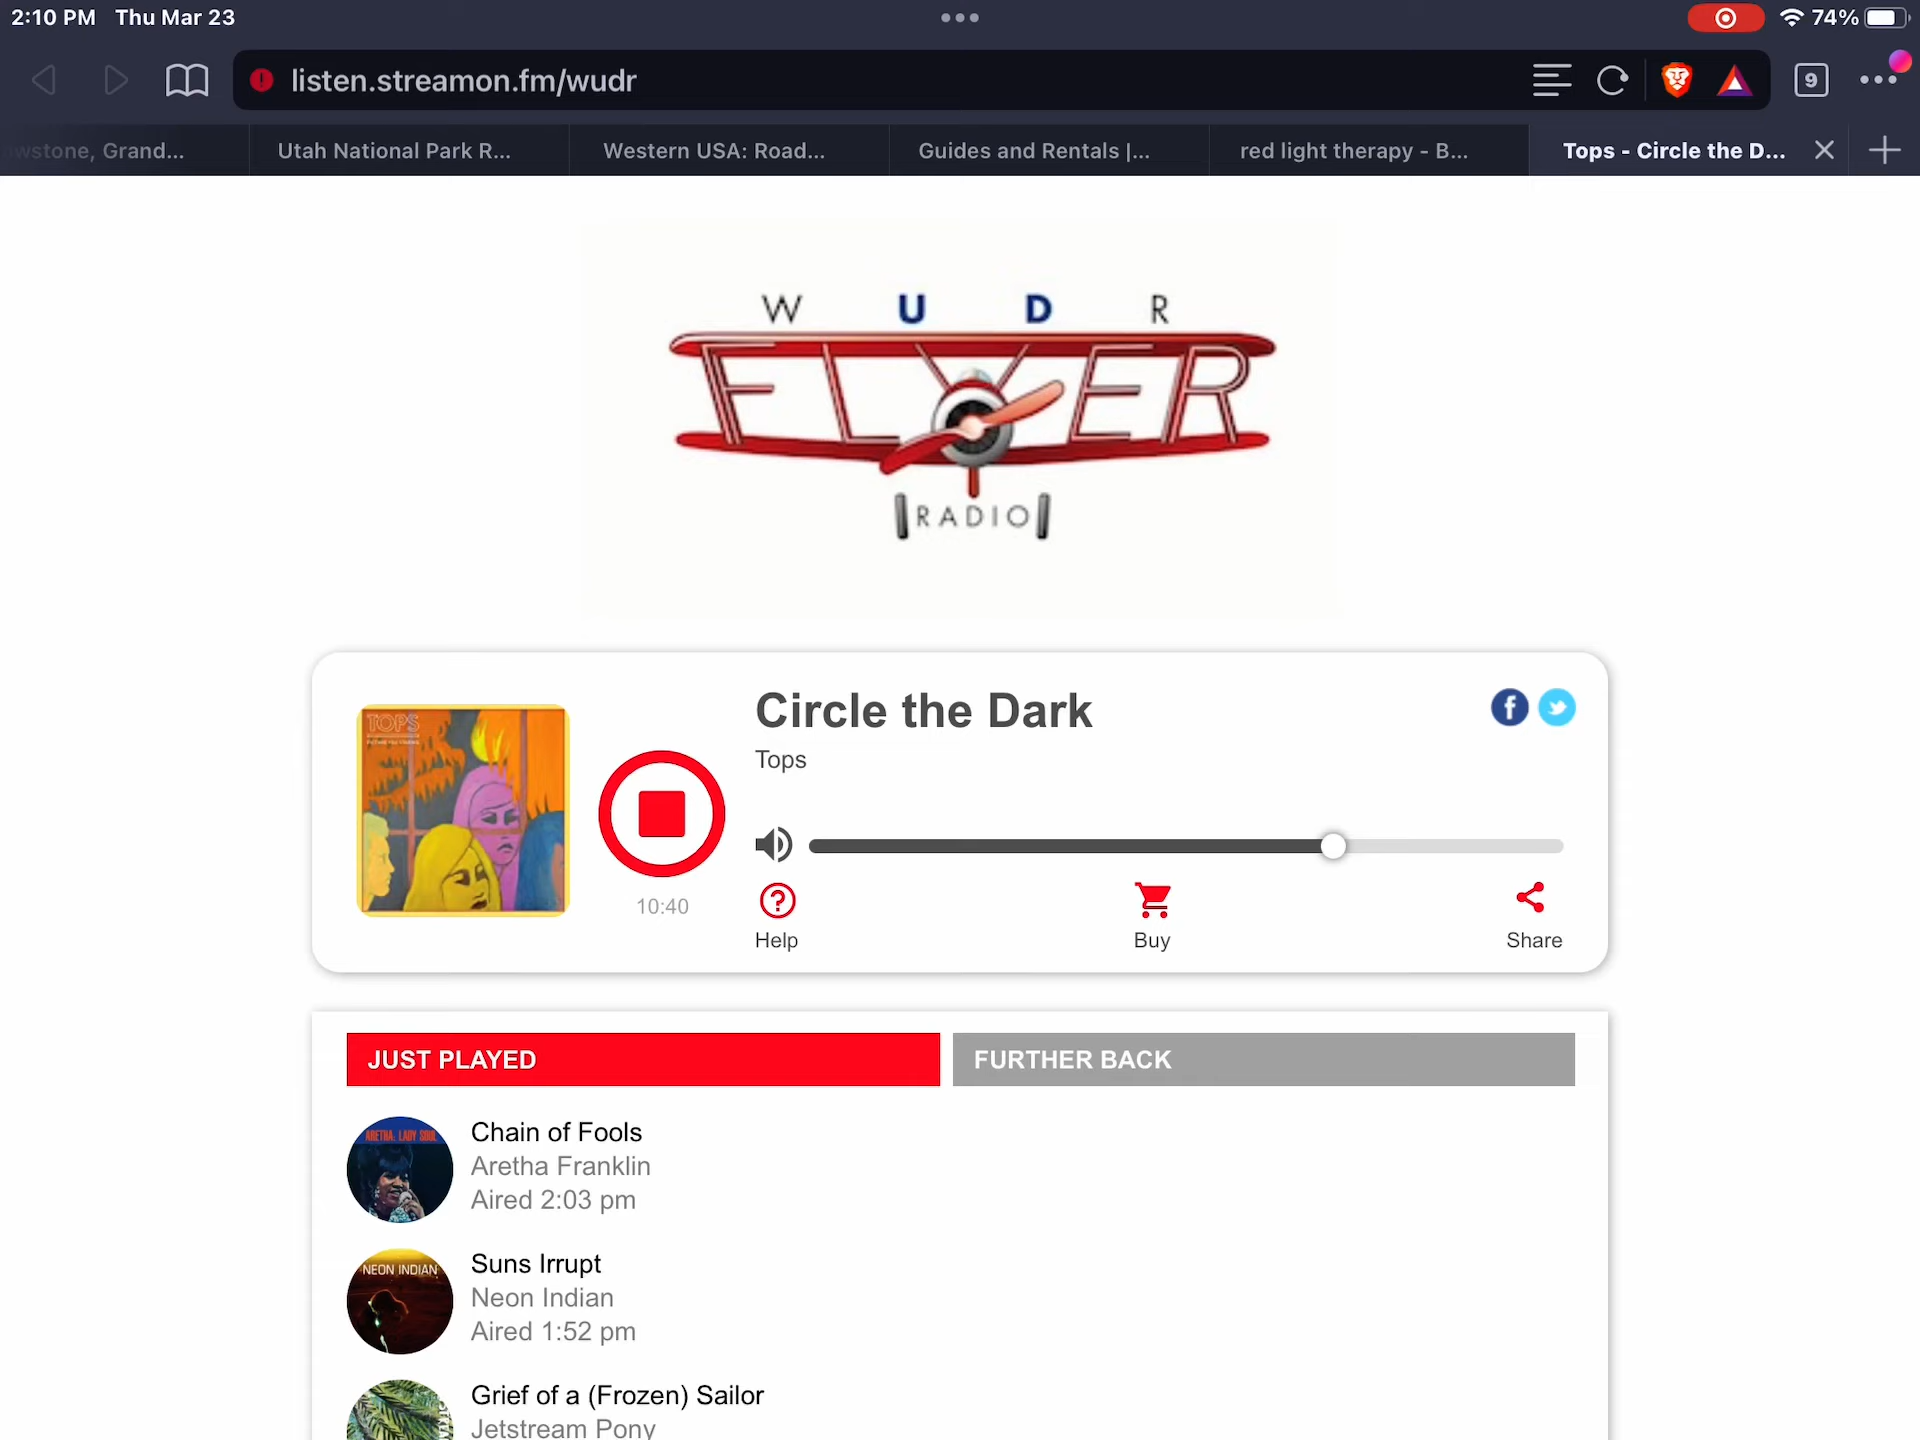 2:10 PM Thu Mar 23
74%
listen.streamon.fm/wudr
9
wstone, Grand...
Utah National Park R...
Western USA: Road...
Guides and Rentals |...
red light therapy - B...
Tops - Circle the D...
W U D R
FLYER
RADIO
TOPS
Circle the Dark
Tops
10:40
Help
Buy
Share
JUST PLAYED
FURTHER BACK
ARETHA: LADY SOUL
Chain of Fools
Aretha Franklin
Aired 2:03 pm
NEON INDIAN
Suns Irrupt
Neon Indian
Aired 1:52 pm
Grief of a (Frozen) Sailor
Jetstream Pony